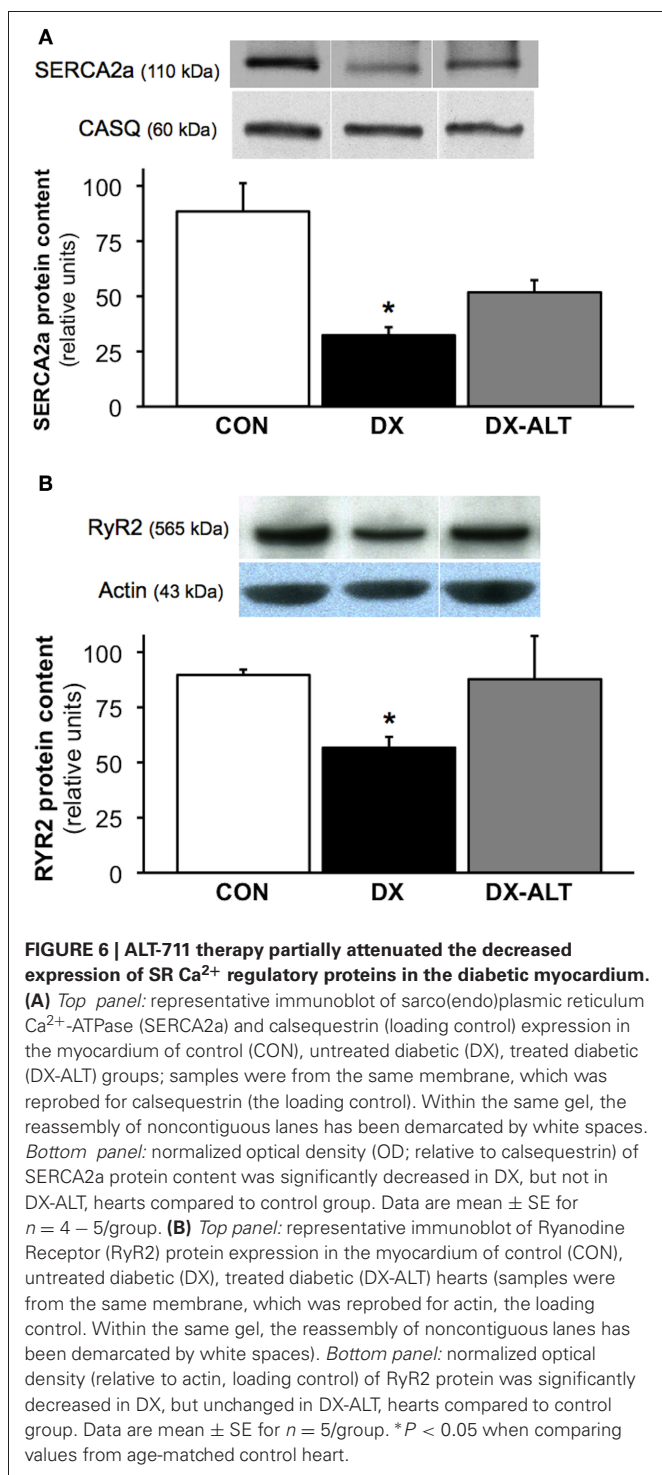 A
SERCA2a (110 kDa)
CASQ (60 kDa)
SERCA2a protein content
(relative units)
100
75
50
25
0
*
CON DX DX-ALT
B
RyR2 (565 kDa)
Actin (43 kDa)
RYR2 protein content
(relative units)
100
75
50
25
0
*
CON DX DX-ALT
FIGURE 6 | ALT-711 therapy partially attenuated the decreased
expression of SR Ca²⁺ regulatory proteins in the diabetic myocardium.
(A) Top panel: representative immunoblot of sarco(endo)plasmic reticulum
Ca²⁺-ATPase (SERCA2a) and calsequestrin (loading control) expression in
the myocardium of control (CON), untreated diabetic (DX), treated diabetic
(DX-ALT) groups; samples were from the same membrane, which was
reprobed for calsequestrin (the loading control). Within the same gel, the
reassembly of noncontiguous lanes has been demarcated by white spaces.
Bottom panel: normalized optical density (OD; relative to calsequestrin) of
SERCA2a protein content was significantly decreased in DX, but not in
DX-ALT, hearts compared to control group. Data are mean ± SE for
n = 4 – 5/group. (B) Top panel: representative immunoblot of Ryanodine
Receptor (RyR2) protein expression in the myocardium of control (CON),
untreated diabetic (DX), treated diabetic (DX-ALT) hearts (samples were
from the same membrane, which was reprobed for actin, the loading
control. Within the same gel, the reassembly of noncontiguous lanes has
been demarcated by white spaces). Bottom panel: normalized optical
density (relative to actin, loading control) of RyR2 protein was significantly
decreased in DX, but unchanged in DX-ALT, hearts compared to control
group. Data are mean ± SE for n = 5/group. *P < 0.05 when comparing
values from age-matched control heart.